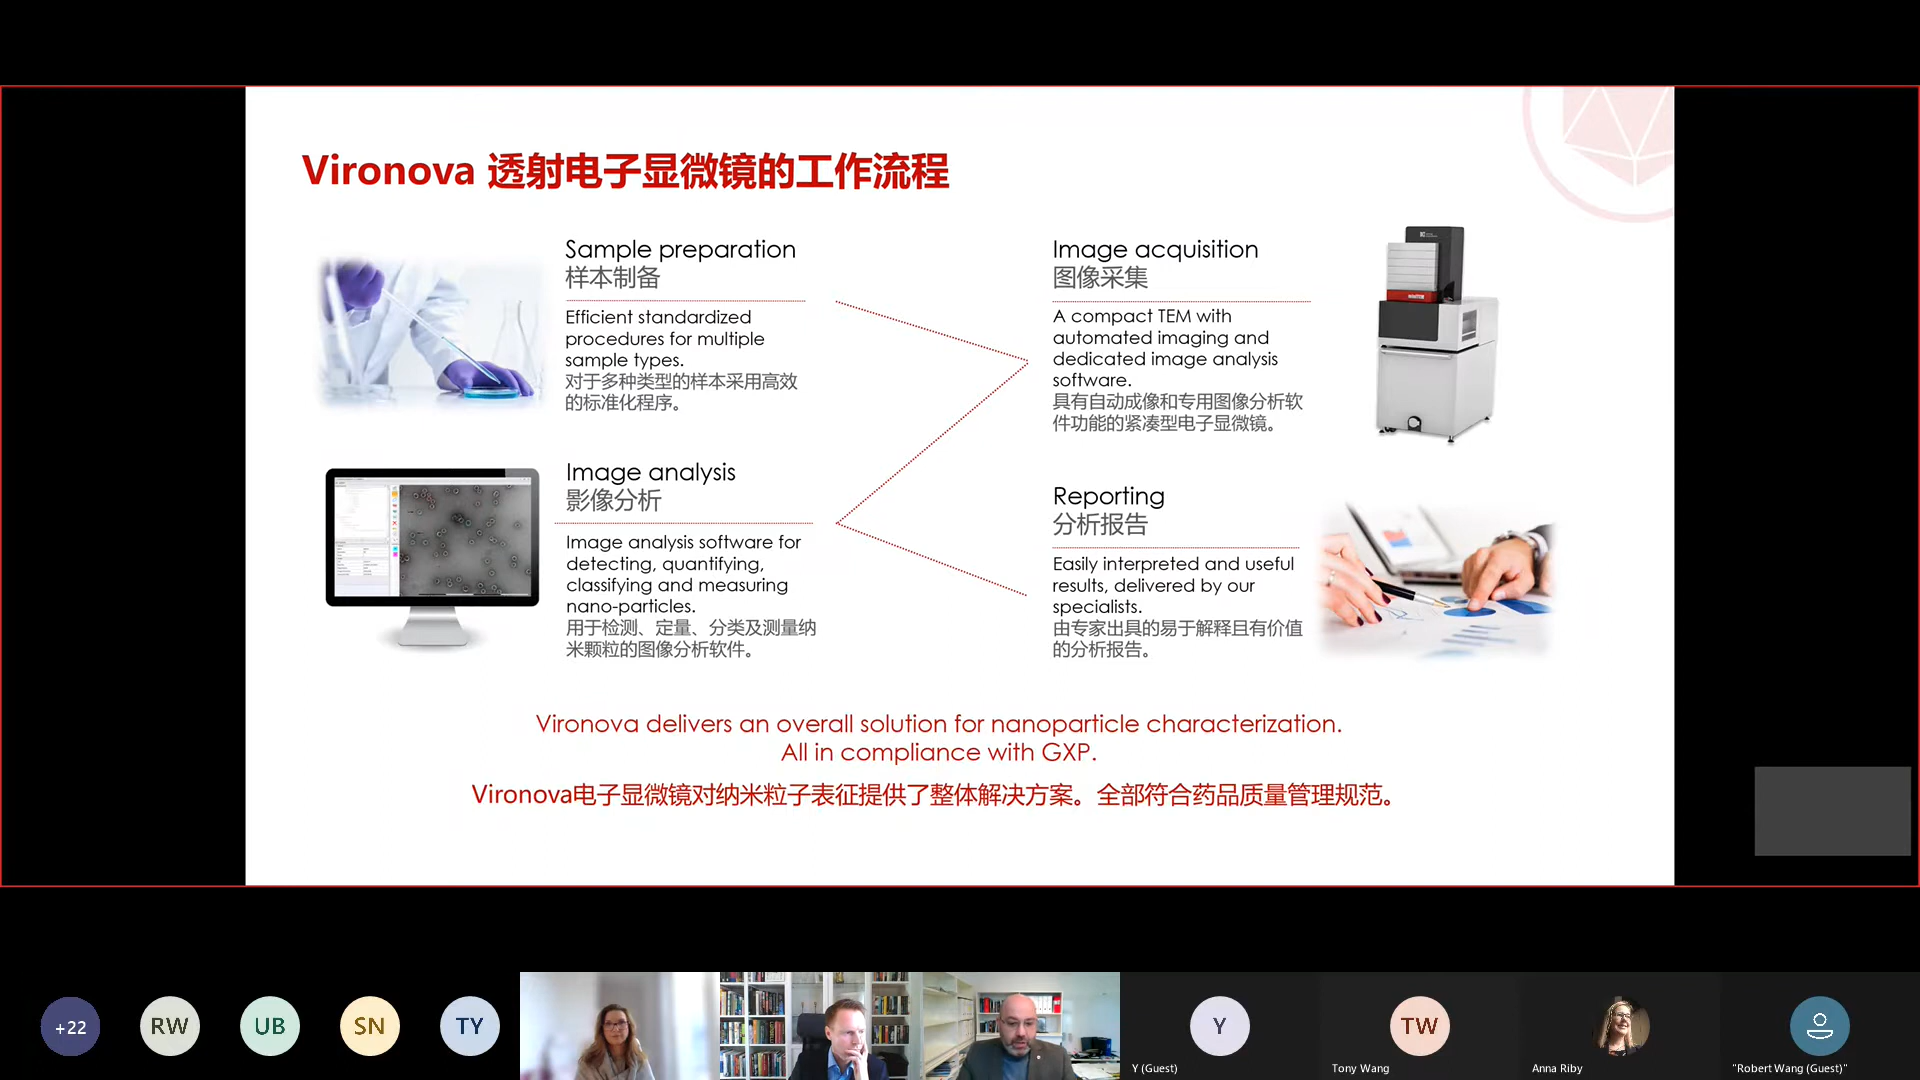 Vironova 透射电子显微镜的工作流程
Sample preparation
样本制备
Efficient standardized
procedures for multiple
sample types.
对于多种类型的样本采用高效
的标准化程序。
Image acquisition
图像采集
A compact TEM with
automated imaging and
dedicated image analysis
software.
具有自动成像和专用图像分析软
件功能的紧凑型电子显微镜。
Image analysis
影像分析
Image analysis software for
detecting, quantifying,
classifying and measuring
nano-particles.
用于检测、定量、分类及测量纳
米颗粒的图像分析软件。
Reporting
分析报告
Easily interpreted and useful
results, delivered by our
specialists.
由专家出具的易于解释且有价值
的分析报告。
Vironova delivers an overall solution for nanoparticle characterization.
All in compliance with GXP.
Vironova电子显微镜对纳米粒子表征提供了整体解决方案。全部符合药品质量管理规范。
+22
RW
UB
SN
TY
Y
TW
Y (Guest)
Tony Wang
Anna Riby
"Robert Wang (Guest)"